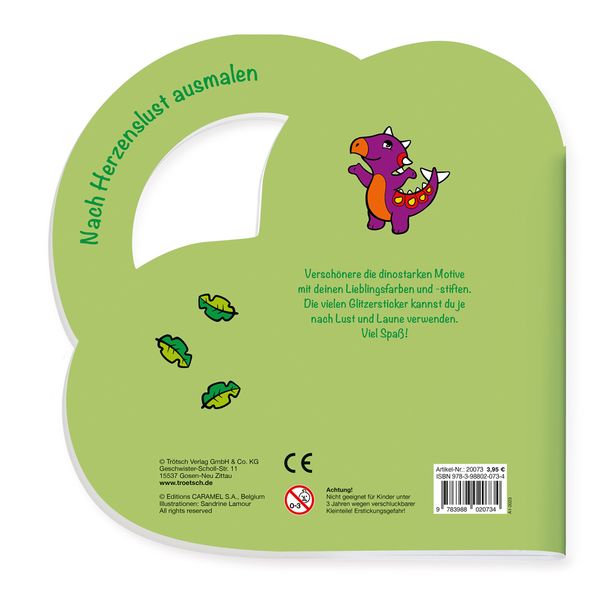 Nach Herzenslust ausmalen
Verschönere die dinostarken Motive
mit deinen Lieblingsfarben und -stiften.
Die vielen Glitzersticker kannst du je
nach Lust und Laune verwenden.
Viel Spaß!
© Trötsch Verlag GmbH & Co. KG
Geschwister-Scholl-Str. 11
15537 Gosen-Neu Zittau
www.troetsch.de
© Editions CARAMEL S.A., Belgium
Illustrationen: Sandrine Lamour
All rights reserved
CE
0-3
Achtung!
Nicht geeignet für Kinder unter
3 Jahren wegen verschluckbarer
Kleinteile! Erstickungsgefahr!
Artikel-Nr.: 20073 3,95 €
ISBN 978-3-98802-073-4
9 783988 020734